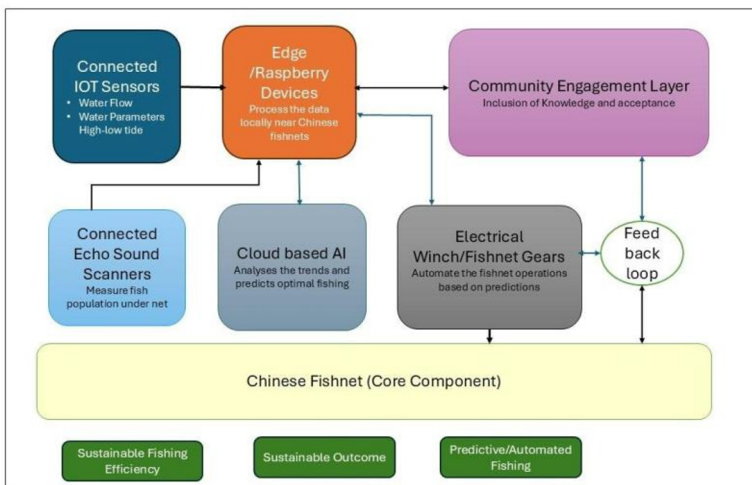 Connected
IOT Sensors
• Water Flow
• Water Parameters
High-low tide
Edge
/Raspberry
Devices
Process the data
locally near Chinese
fishnets
Community Engagement Layer
Inclusion of Knowledge and acceptance
Connected
Echo Sound
Scanners
Measure fish
population under net
Cloud based AI
Analyses the trends and
predicts optimal fishing
Electrical
Winch/Fishnet Gears
Automate the fishnet operations
based on predictions
Feed
back
loop
Chinese Fishnet (Core Component)
Sustainable Fishing
Efficiency
Sustainable Outcome
Predictive/Automated
Fishing